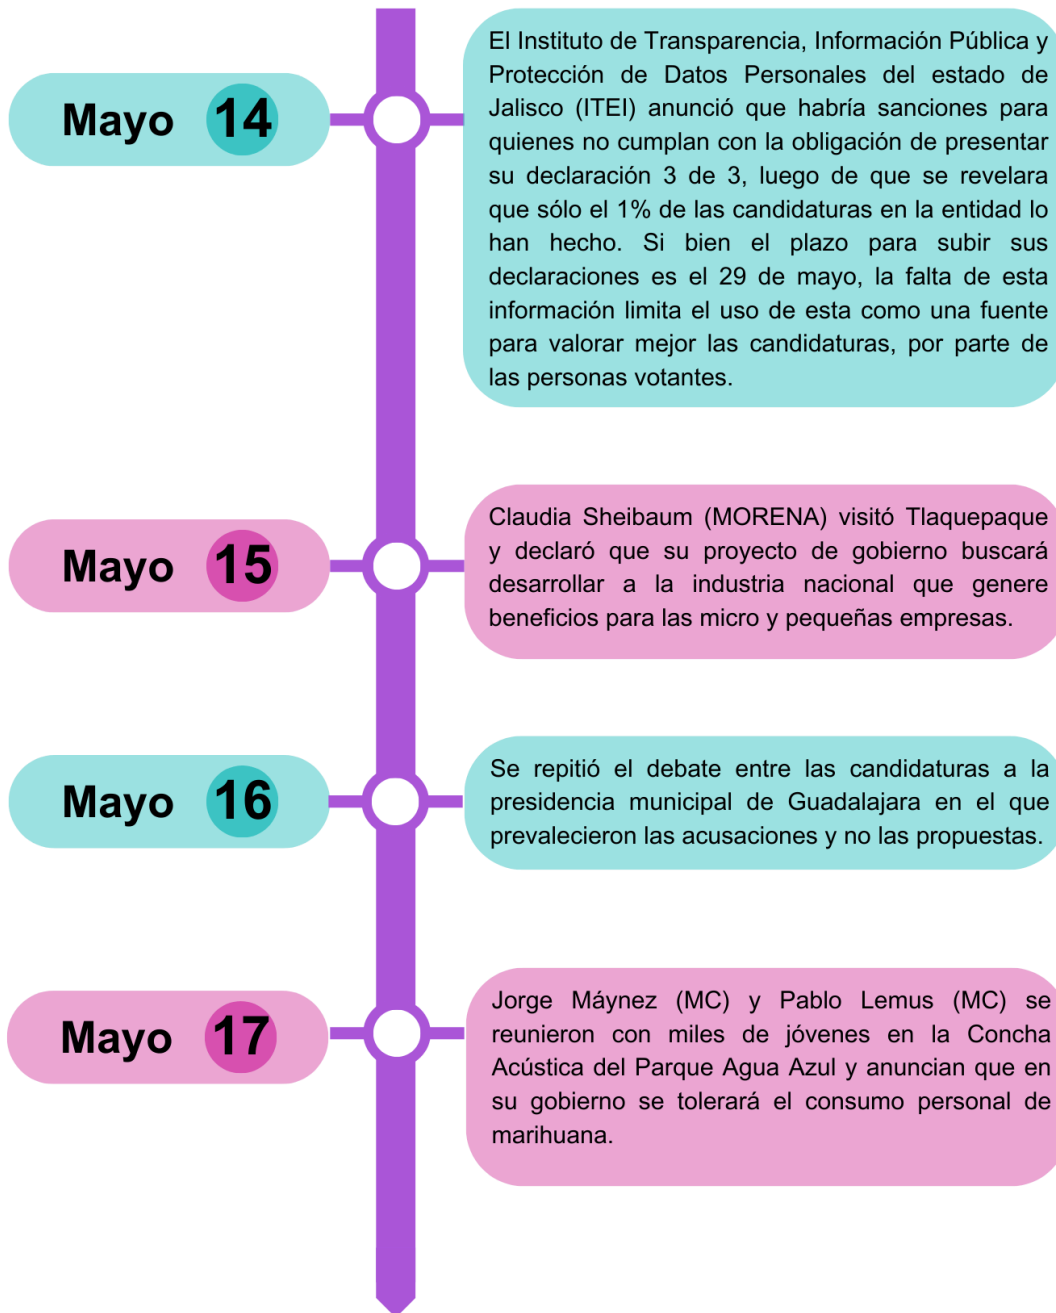 Mayo 14
El Instituto de Transparencia, Información Pública y
Protección de Datos Personales del estado de
Jalisco (ITEI) anunció que habría sanciones para
quienes no cumplan con la obligación de presentar
su declaración 3 de 3, luego de que se revelara
que sólo el 1% de las candidaturas en la entidad lo
han hecho. Si bien el plazo para subir sus
declaraciones es el 29 de mayo, la falta de esta
información limita el uso de esta como una fuente
para valorar mejor las candidaturas, por parte de
las personas votantes.
Mayo 15
Claudia Sheibaum (MORENA) visitó Tlaquepaque
y declaró que su proyecto de gobierno buscará
desarrollar a la industria nacional que genere
beneficios para las micro y pequeñas empresas.
Mayo 16
Se repitió el debate entre las candidaturas a la
presidencia municipal de Guadalajara en el que
prevalecieron las acusaciones y no las propuestas.
Mayo 17
Jorge Máynez (MC) y Pablo Lemus (MC) se
reunieron con miles de jóvenes en la Concha
Acústica del Parque Agua Azul y anuncian que en
su gobierno se tolerará el consumo personal de
marihuana.